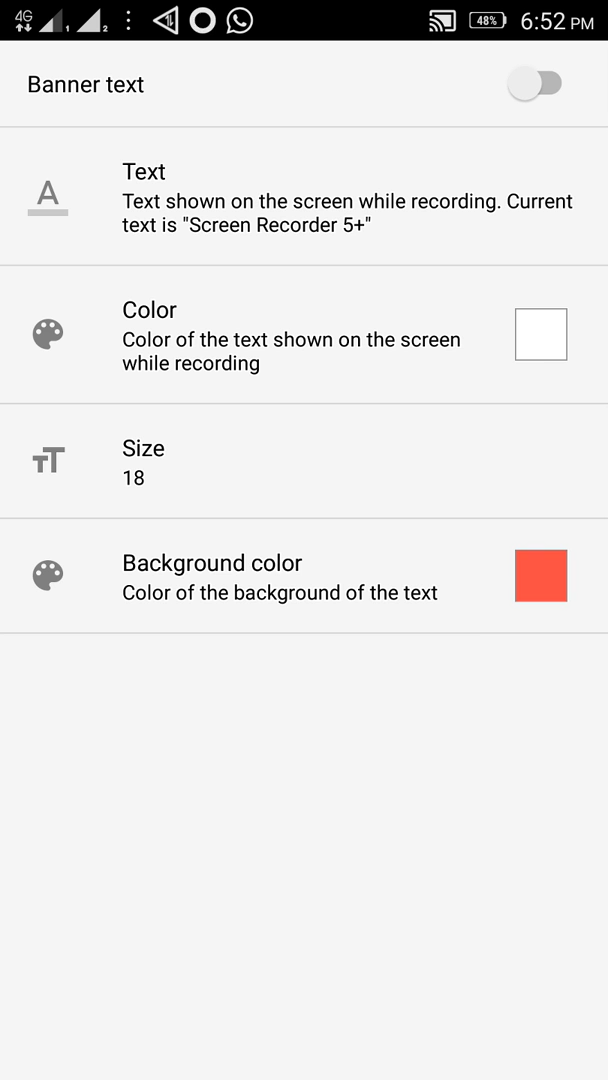 4G 1 2 48% 6:52 PM
Banner text
Text
Text shown on the screen while recording. Current
text is "Screen Recorder 5+"
Color
Color of the text shown on the screen
while recording
Size
18
Background color
Color of the background of the text